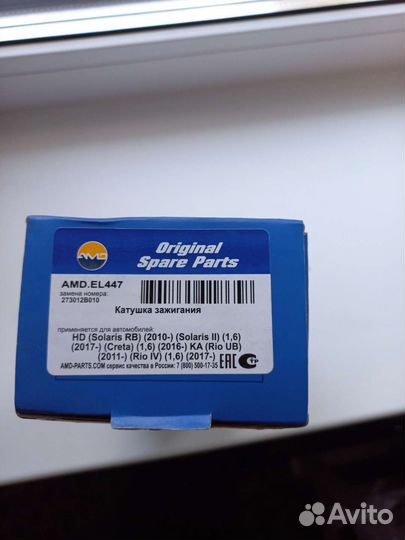 AMD
Original
Spare Parts
AMD.EL447
замена номера:
273012B010
Катушка зажигания
применяется для автомобилей:
HD (Solaris RB) (2010-) (Solaris II) (1,6)
(2017-) (Creta) (1,6) (2016-) KA (Rio UB)
(2011-) (Rio IV) (1,6) (2017-)
AMD-PARTS.COM сервис качества в России: 7 (800) 500-17-35
EAC
Avito